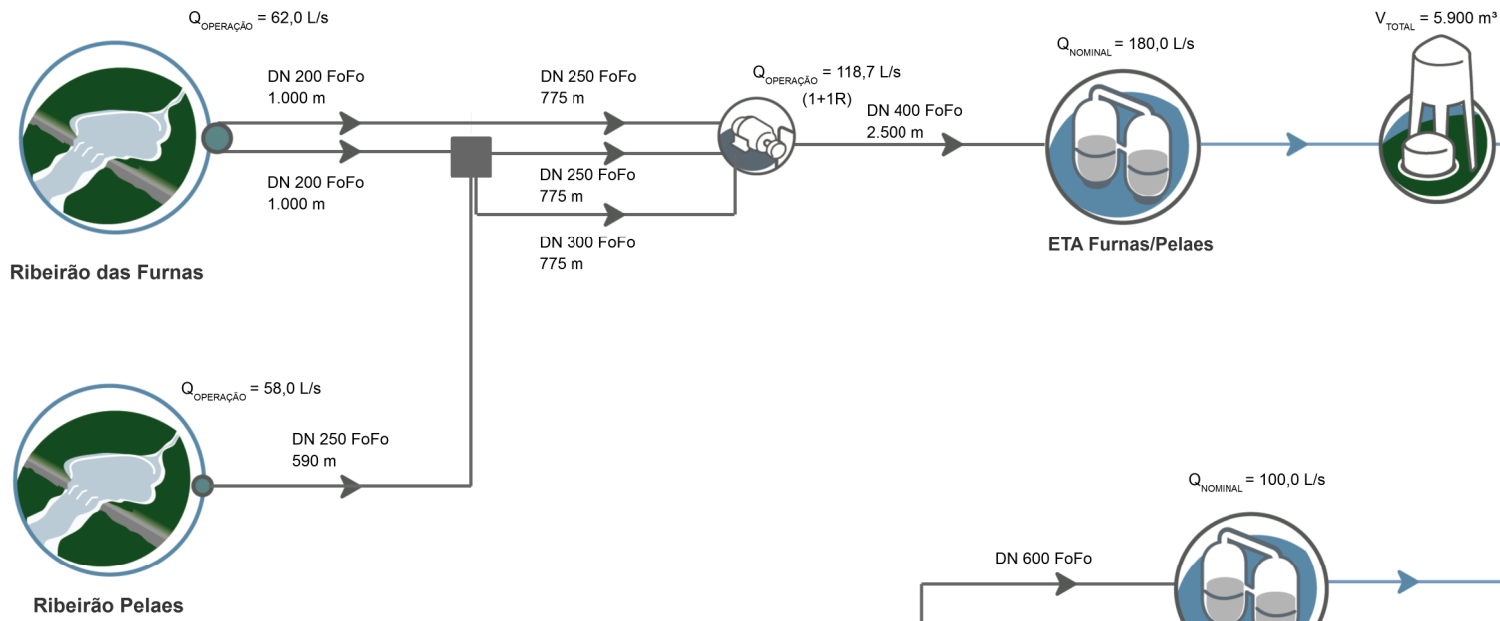 Q OPERAÇÃO = 62,0 L/s
V TOTAL = 5.900 m³
Q NOMINAL = 180,0 L/s
DN 200 FoFo
1.000 m
DN 250 FoFo
775 m
Q OPERAÇÃO = 118,7 L/s
(1+1R)
DN 400 FoFo
2.500 m
DN 200 FoFo
1.000 m
DN 250 FoFo
775 m
DN 300 FoFo
775 m
ETA Furnas/Pelaes
Ribeirão das Furnas
Q OPERAÇÃO = 58,0 L/s
DN 250 FoFo
590 m
Ribeirão Pelaes
Q NOMINAL = 100,0 L/s
DN 600 FoFo